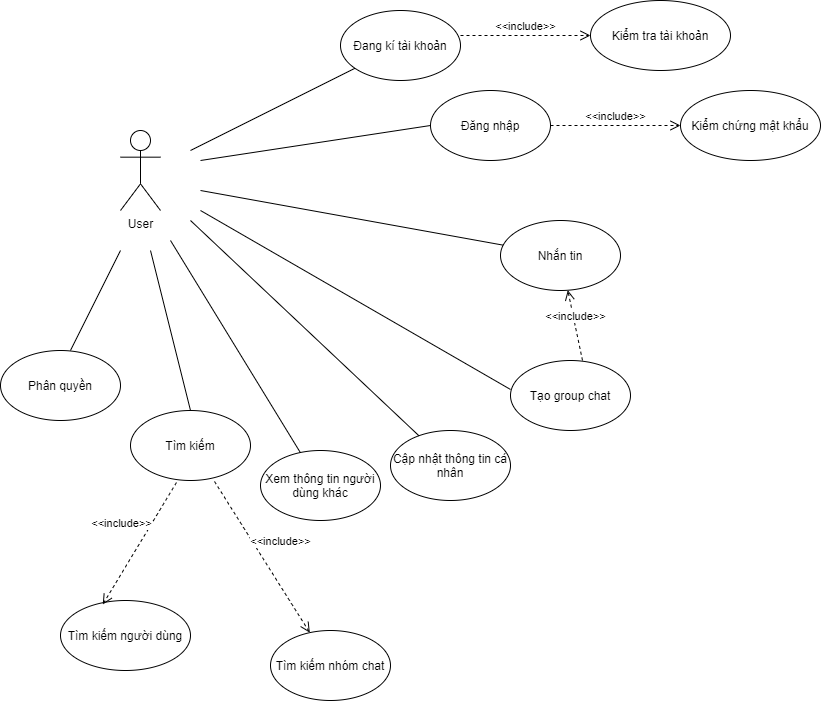 <<include>>
Đang kí tài khoản
Kiểm tra tài khoản
<<include>>
Đăng nhập
Kiểm chứng mật khẩu
User
Nhắn tin
<<include>>
Phân quyền
Tạo group chat
Tìm kiếm
Cập nhật thông tin cá
nhân
Xem thông tin người
dùng khác
<<include>>
<<include>>
Tìm kiếm người dùng
Tìm kiếm nhóm chat